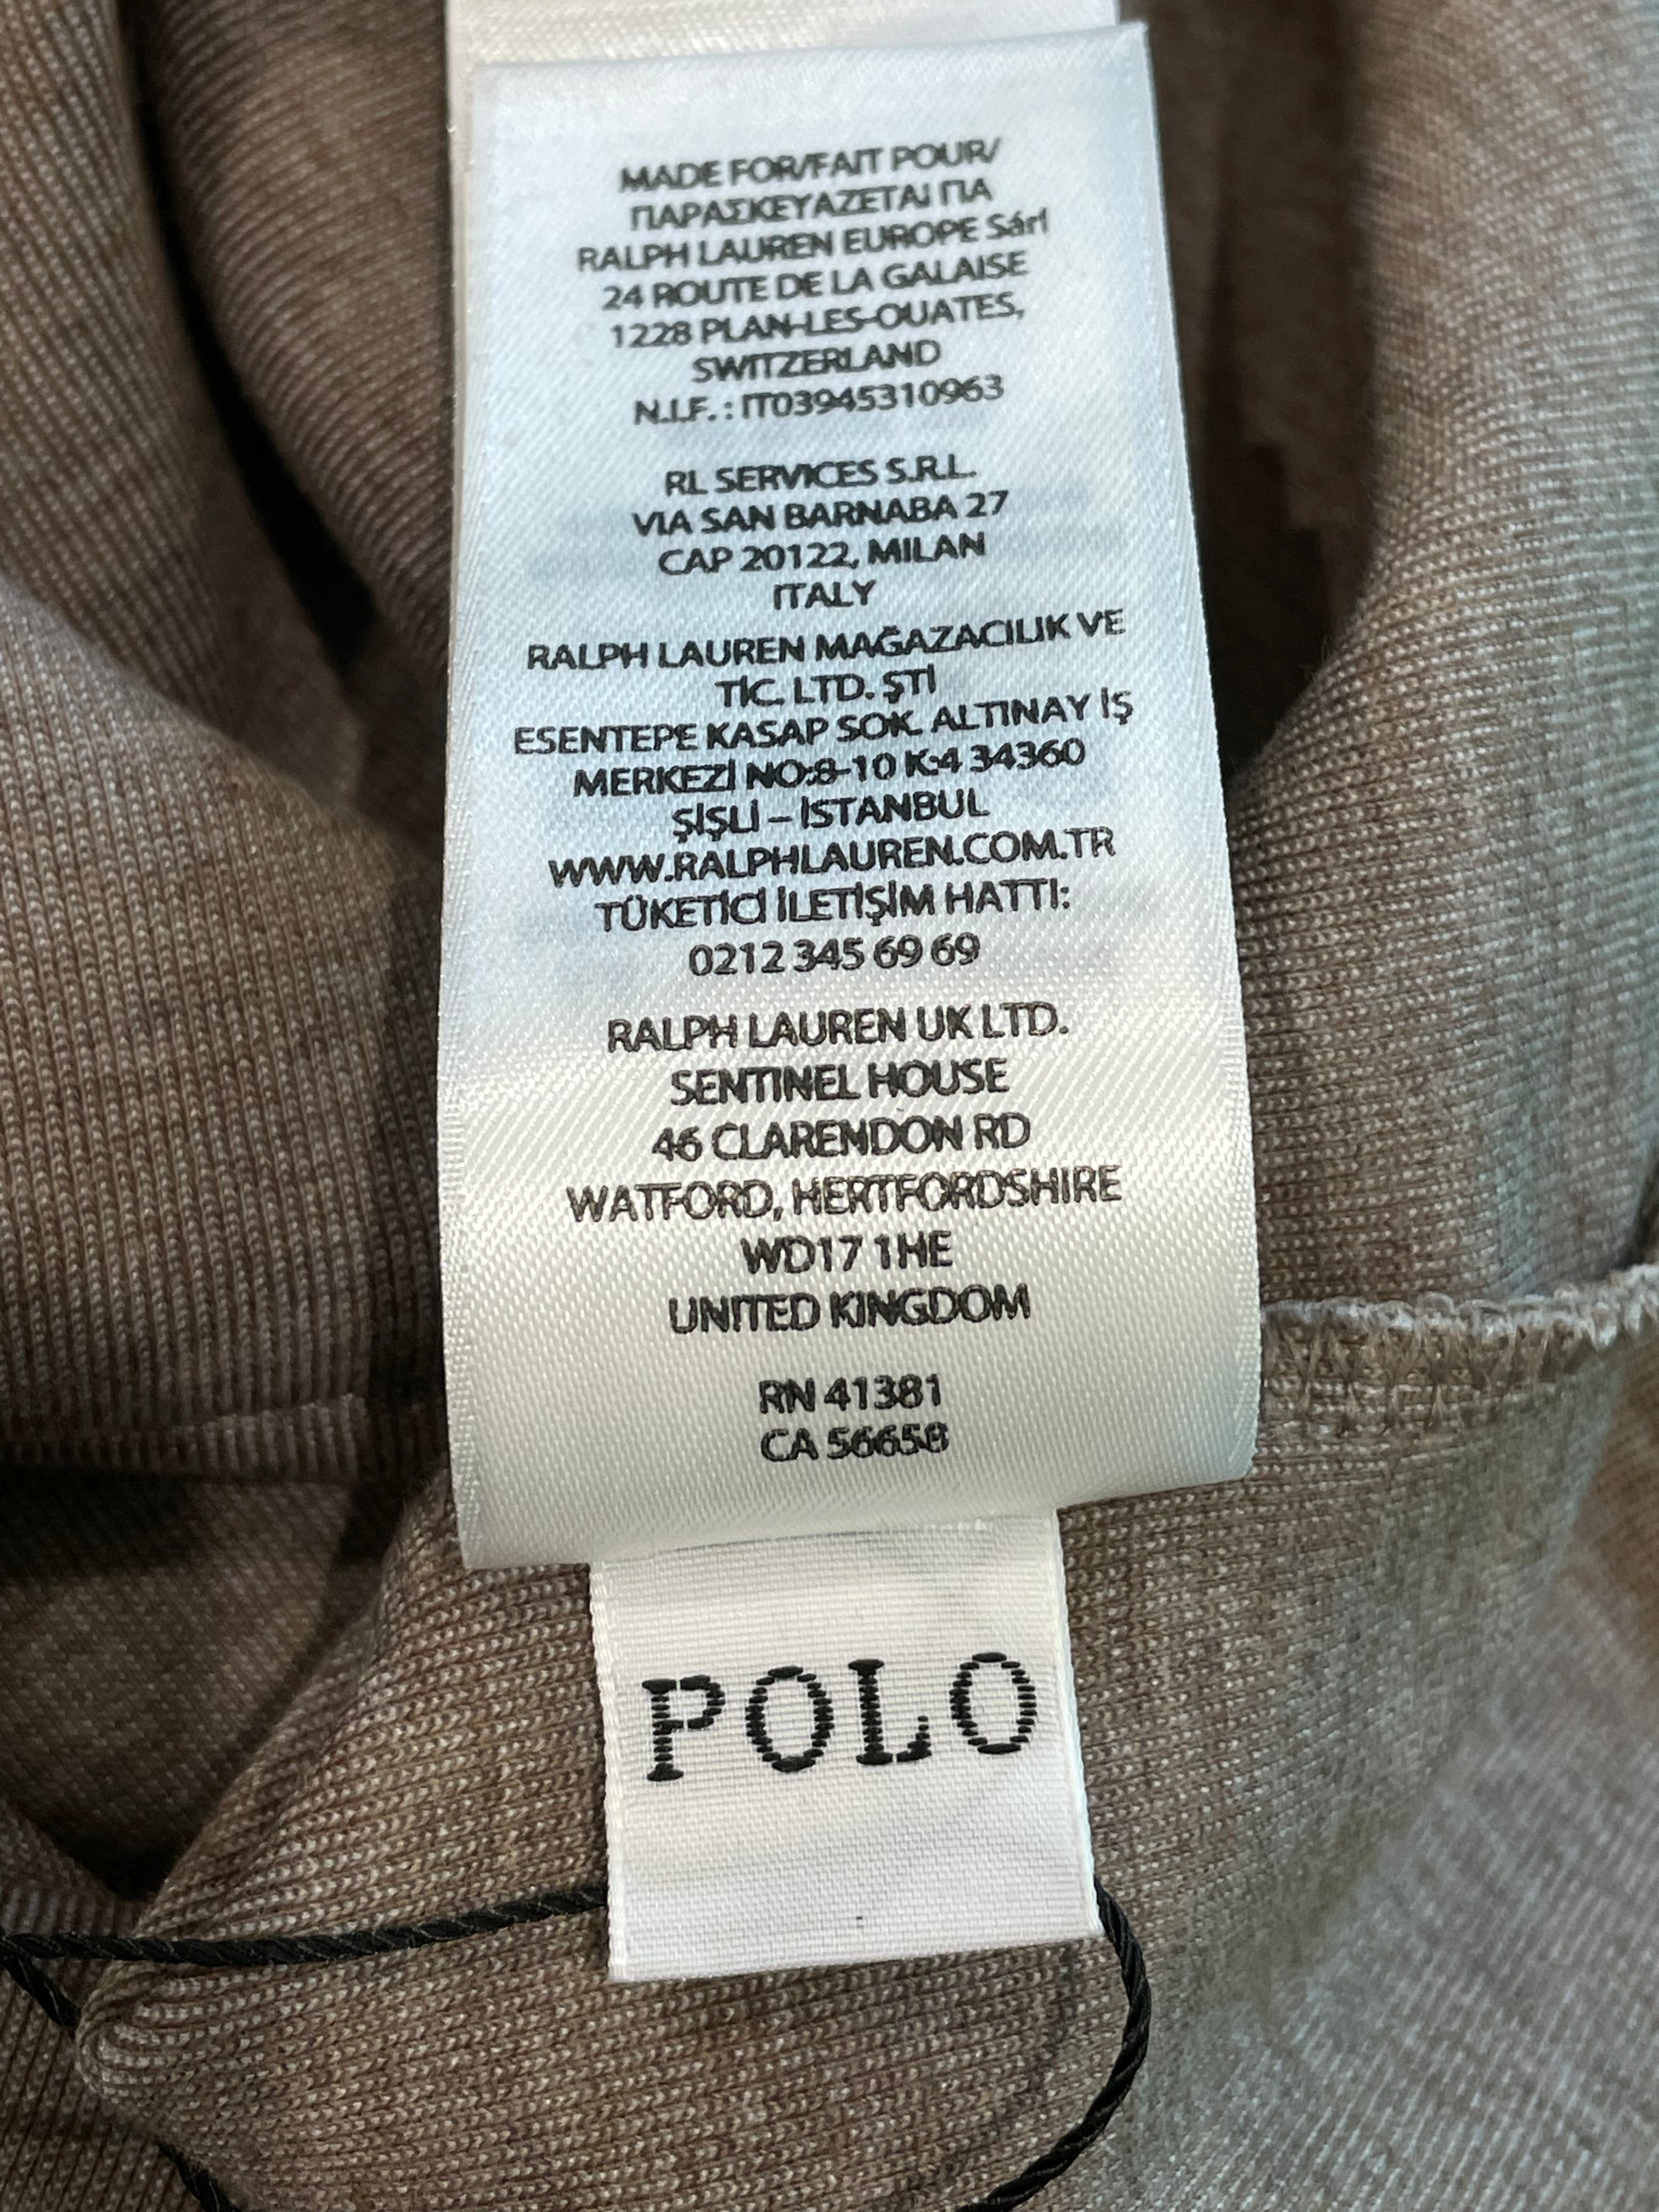 MADE FOR/FAIT POUR/
ΠΑΡΑΣΚΕΥΑΖΕΤΑΙ ΓΙΑ
RALPH LAUREN EUROPE Sárl
24 ROUTE DE LA GALAISE
1228 PLAN-LES-OUATES,
SWITZERLAND
N.I.F. : IT03945310963
RL SERVICES S.R.L.
VIA SAN BARNABA 27
CAP 20122, MILAN
ITALY
RALPH LAUREN MAĞAZACILIK VE
TİC. LTD. ŞTİ
ESENTEPE KASAP SOK. ALTINAY İŞ
MERKEZİ NO:8-10 K:4 34360
ŞİŞLİ – İSTANBUL
WWW.RALPHLAUREN.COM.TR
TÜKETİCİ İLETİŞİM HATTI:
0212 345 69 69
RALPH LAUREN UK LTD.
SENTINEL HOUSE
46 CLARENDON RD
WATFORD, HERTFORDSHIRE
WD17 1HE
UNITED KINGDOM
RN 41381
CA 56658
POLO